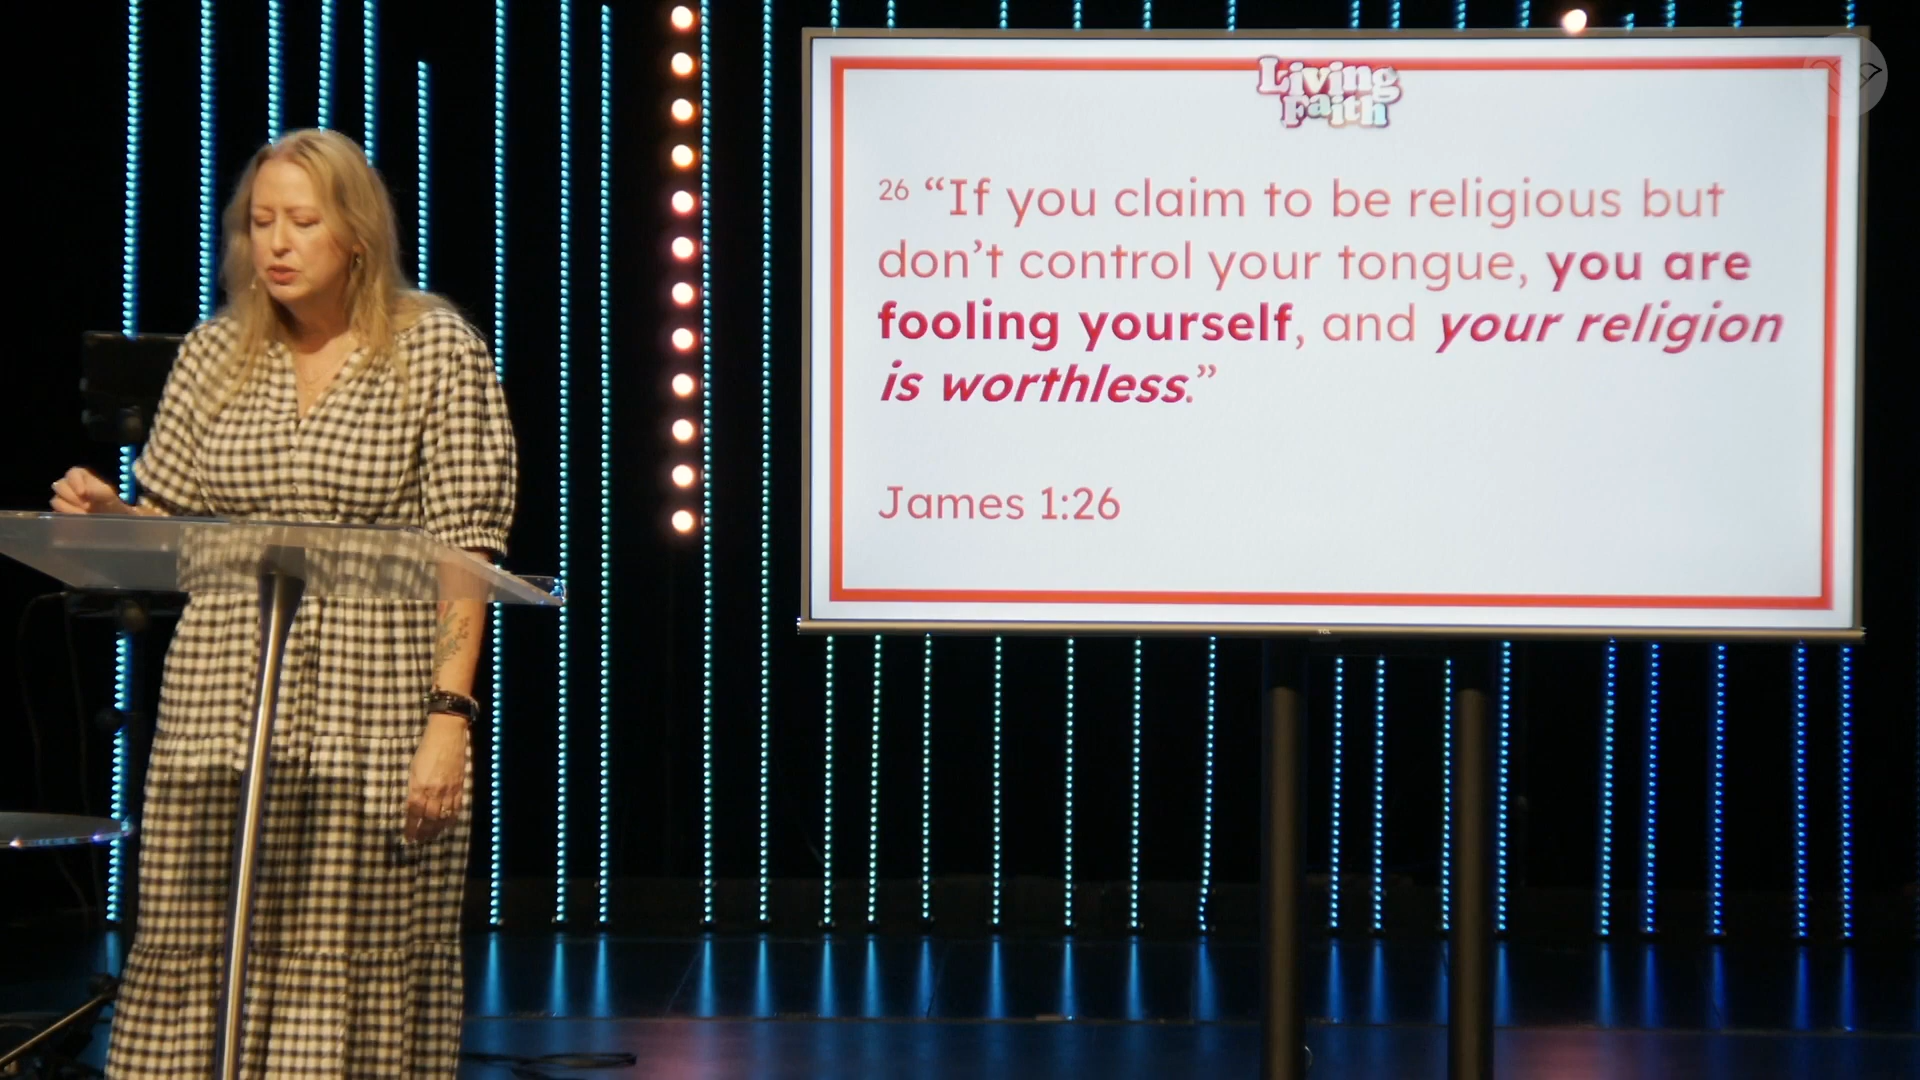 Living
Faith
26 “If you claim to be religious but
don’t control your tongue, you are
fooling yourself, and your religion
is worthless.”
James 1:26
TCL